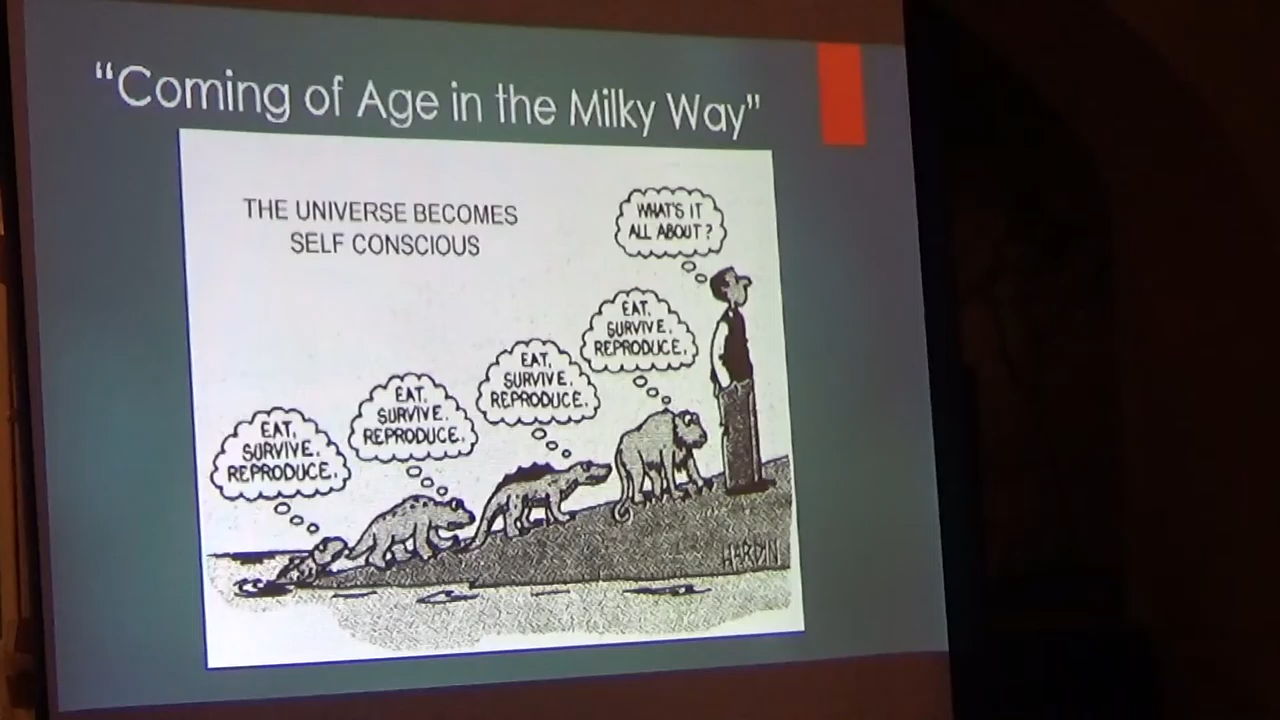 “Coming of Age in the Milky Way”
THE UNIVERSE BECOMES
SELF CONSCIOUS
WHAT'S IT
ALL ABOUT?
EAT,
SURVIVE,
REPRODUCE.
EAT,
SURVIVE,
REPRODUCE.
EAT,
SURVIVE,
REPRODUCE.
EAT,
SURVIVE,
REPRODUCE.
HARDIN